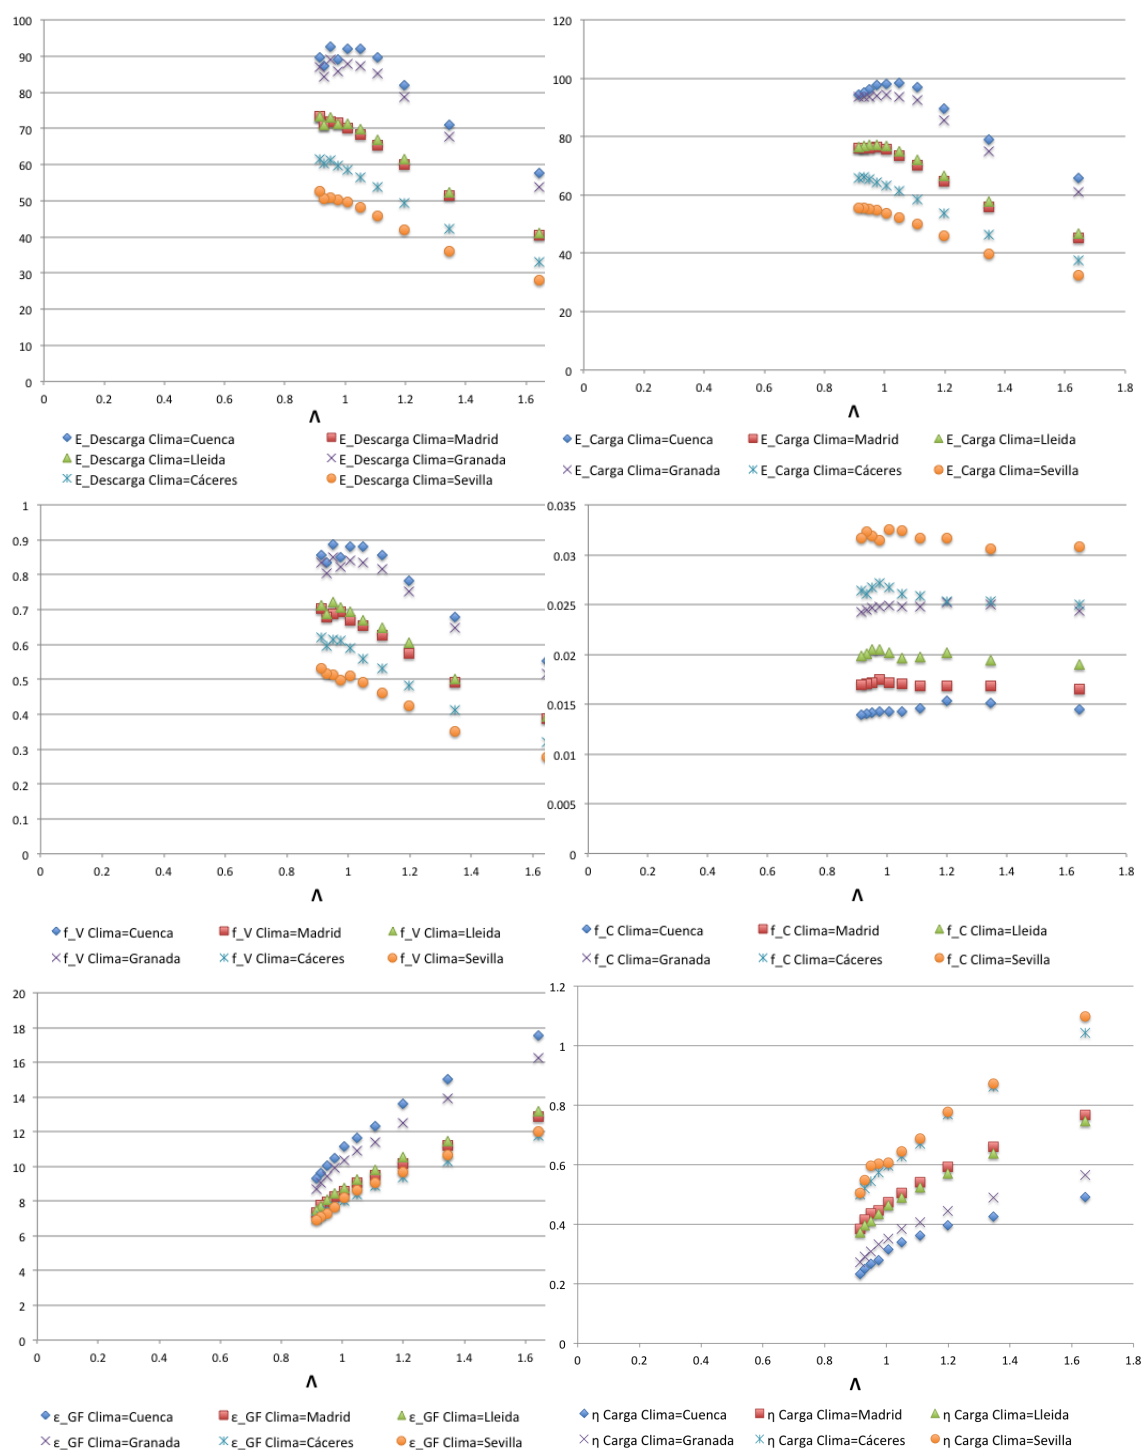 100
90
80
70
60
50
40
30
20
10
0
0 0.2 0.4 0.6 0.8 1 1.2 1.4 1.6
Λ
E_Descarga Clima=Cuenca E_Descarga Clima=Madrid
E_Descarga Clima=Lleida E_Descarga Clima=Granada
E_Descarga Clima=Cáceres E_Descarga Clima=Sevilla
120
100
80
60
40
20
0
0 0.2 0.4 0.6 0.8 1 1.2 1.4 1.6 1.8
Λ
E_Carga Clima=Cuenca E_Carga Clima=Madrid E_Carga Clima=Lleida
E_Carga Clima=Granada E_Carga Clima=Cáceres E_Carga Clima=Sevilla
1
0.9
0.8
0.7
0.6
0.5
0.4
0.3
0.2
0.1
0
0 0.2 0.4 0.6 0.8 1 1.2 1.4 1.6
Λ
f_V Clima=Cuenca f_V Clima=Madrid f_V Clima=Lleida
f_V Clima=Granada f_V Clima=Cáceres f_V Clima=Sevilla
0.035
0.03
0.025
0.02
0.015
0.01
0.005
0
0 0.2 0.4 0.6 0.8 1 1.2 1.4 1.6 1.8
Λ
f_C Clima=Cuenca f_C Clima=Madrid f_C Clima=Lleida
f_C Clima=Granada f_C Clima=Cáceres f_C Clima=Sevilla
20
18
16
14
12
10
8
6
4
2
0
0 0.2 0.4 0.6 0.8 1 1.2 1.4 1.6
Λ
ε_GF Clima=Cuenca ε_GF Clima=Madrid ε_GF Clima=Lleida
ε_GF Clima=Granada ε_GF Clima=Cáceres ε_GF Clima=Sevilla
1.2
1
0.8
0.6
0.4
0.2
0
0 0.2 0.4 0.6 0.8 1 1.2 1.4 1.6 1.8
Λ
η Carga Clima=Cuenca η Carga Clima=Madrid η Carga Clima=Lleida
η Carga Clima=Granada η Carga Clima=Cáceres η Carga Clima=Sevilla